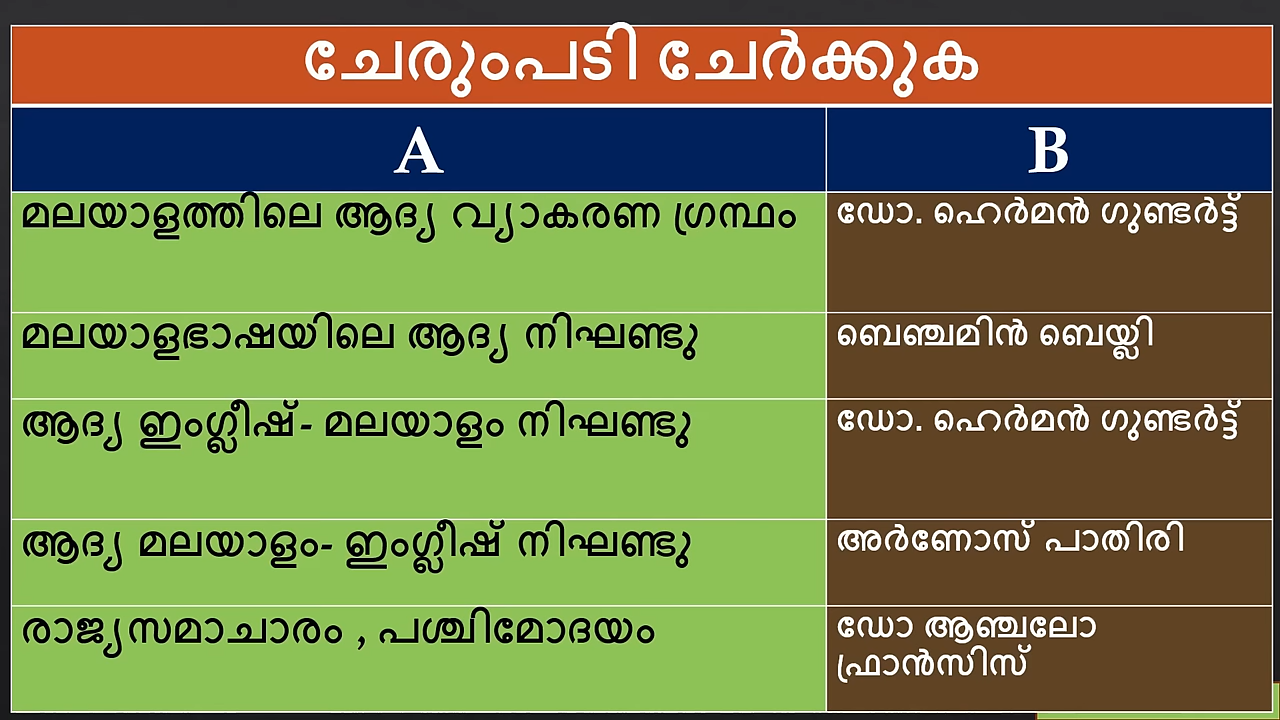 ചേരുംപടി ചേർക്കുക
A
B
മലയാളത്തിലെ ആദ്യ വ്യാകരണ ഗ്രന്ഥം
ഡോ. ഹെർമൻ ഗുണ്ടർട്ട്
മലയാളഭാഷയിലെ ആദ്യ നിഘണ്ടു
ബെഞ്ചമിൻ ബെയ്ലി
ആദ്യ ഇംഗ്ലീഷ്- മലയാളം നിഘണ്ടു
ഡോ. ഹെർമൻ ഗുണ്ടർട്ട്
ആദ്യ മലയാളം- ഇംഗ്ലീഷ് നിഘണ്ടു
അർണോസ് പാതിരി
രാജ്യസമാചാരം , പശ്ചിമോദയം
ഡോ ആഞ്ചലോ
ഫ്രാൻസിസ്